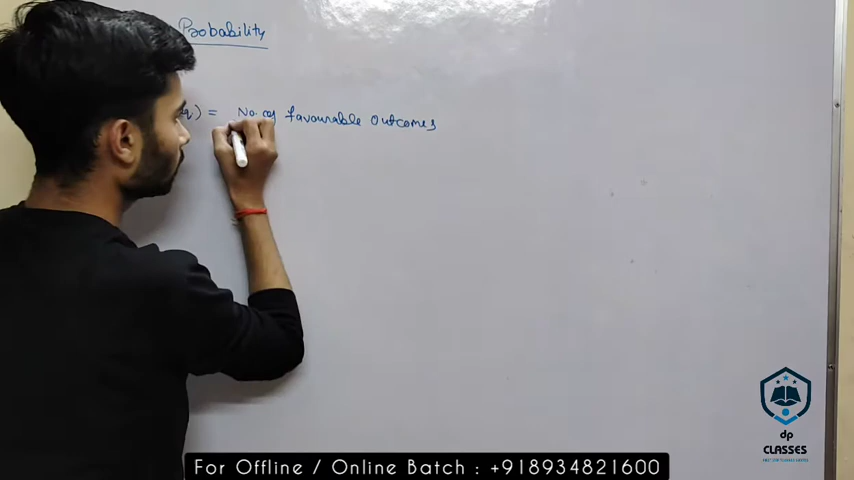 Probability
) = No. of favourable Outcomes
dp
CLASSES
For Offline / Online Batch : +918934821600